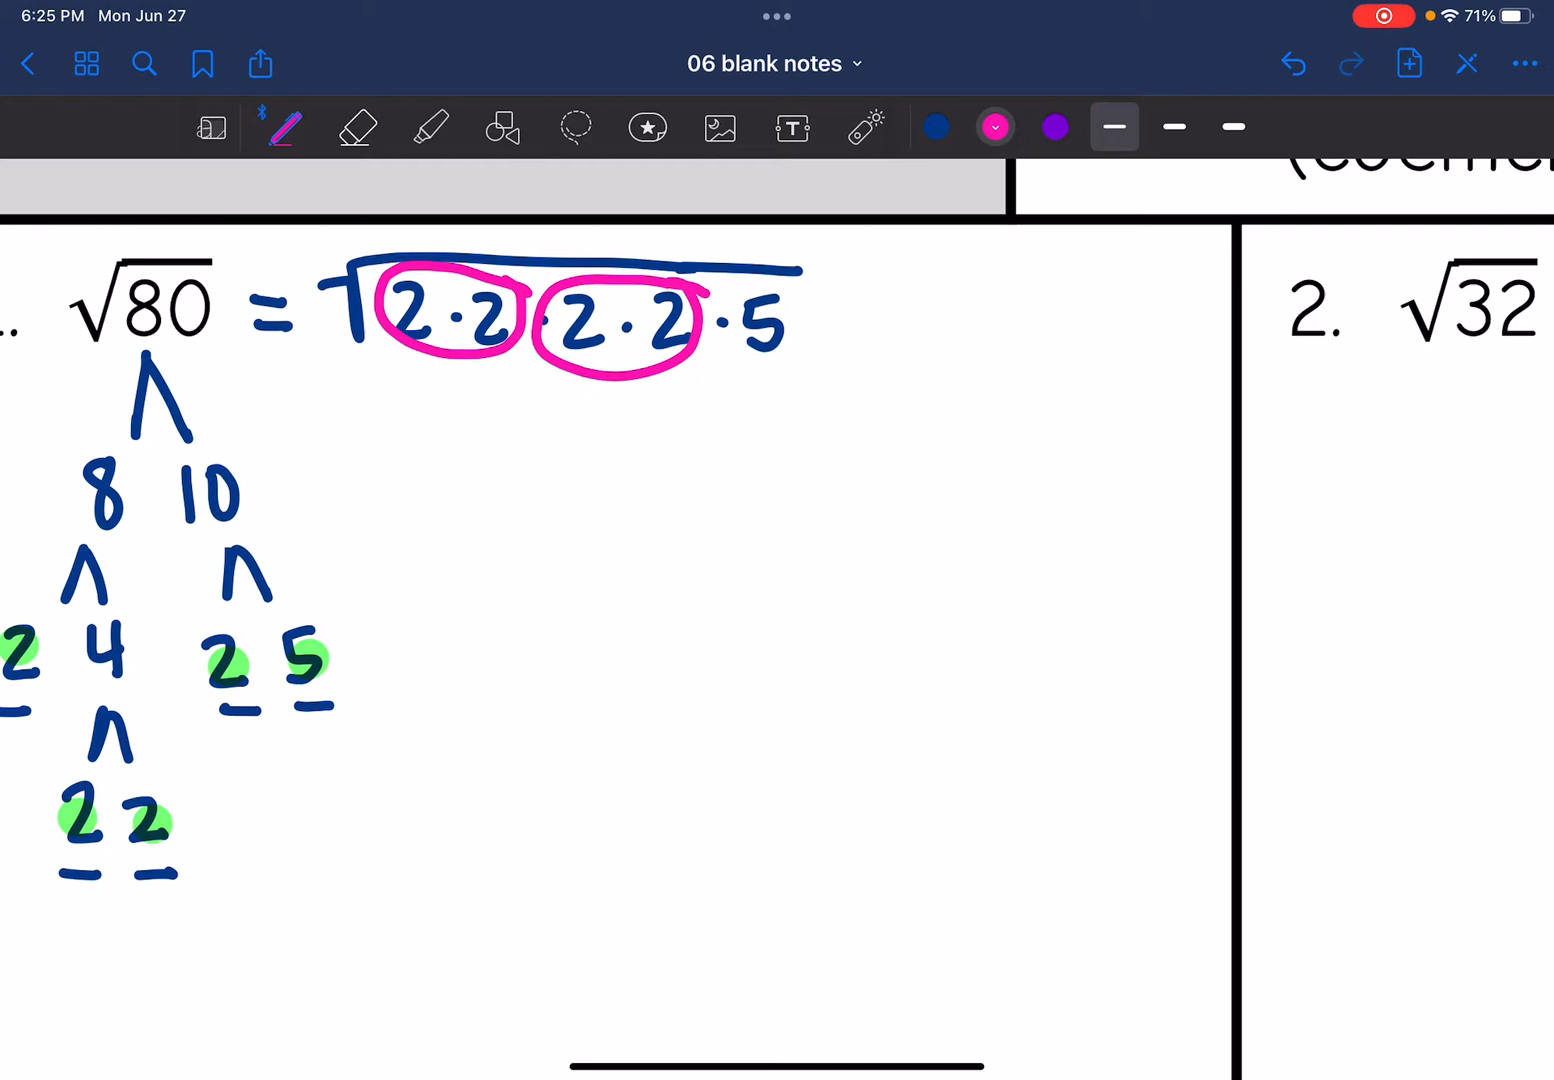 6:25 PM Mon Jun 27
71%
06 blank notes
T
. √80 = √2·2·2·2·5
2. √32
8 10
2 4 2 5
2 2